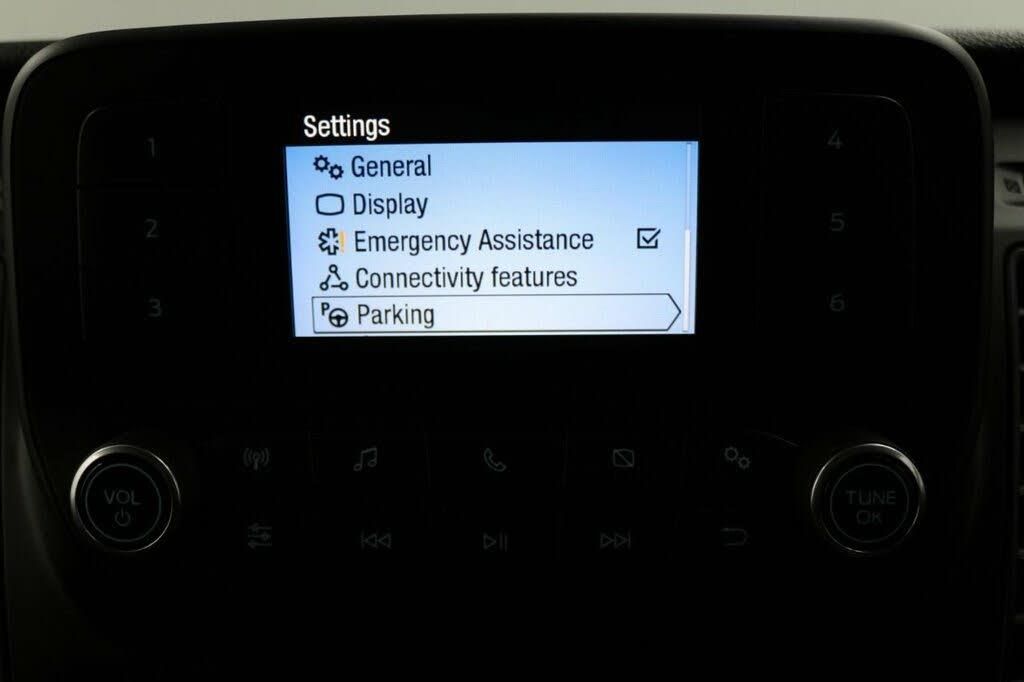 Settings
General
Display
Emergency Assistance
Connectivity features
P Parking
1
2
3
4
5
6
VOL
TUNE
OK